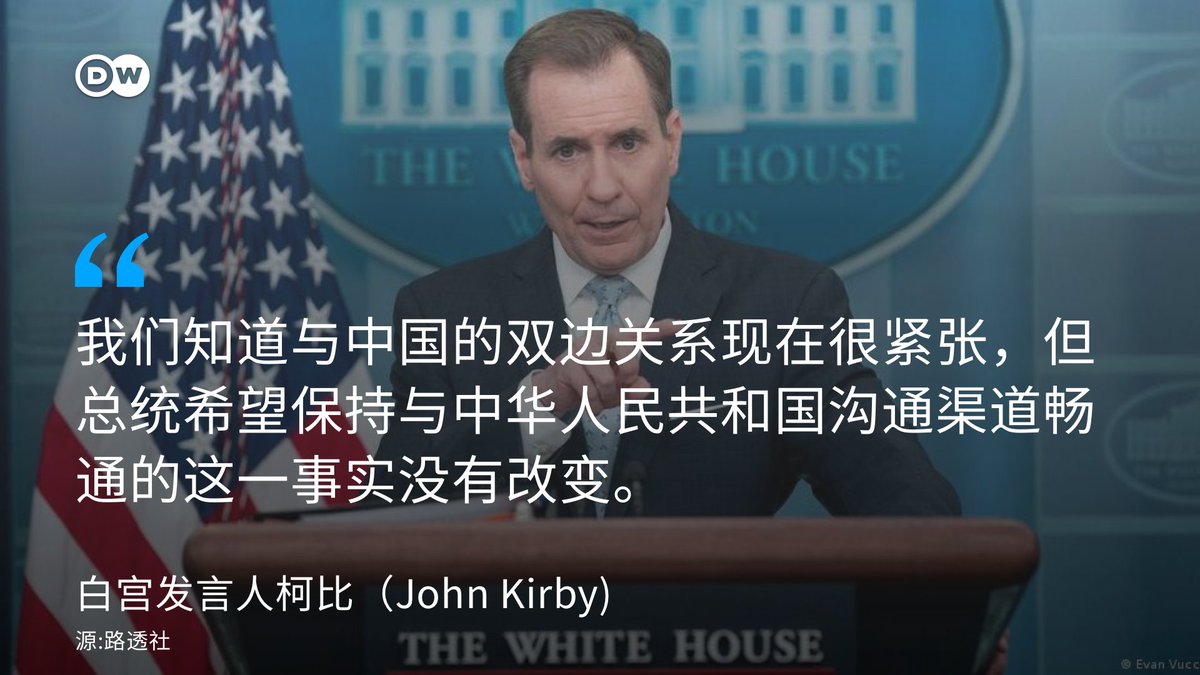 DW
THE WHITE HOUSE
“
我们知道与中国的双边关系现在很紧张，但
总统希望保持与中华人民共和国沟通渠道畅
通的这一事实没有改变。
白宫发言人柯比（John Kirby)
源:路透社
THE WHITE HOUSE
© Evan Vucc